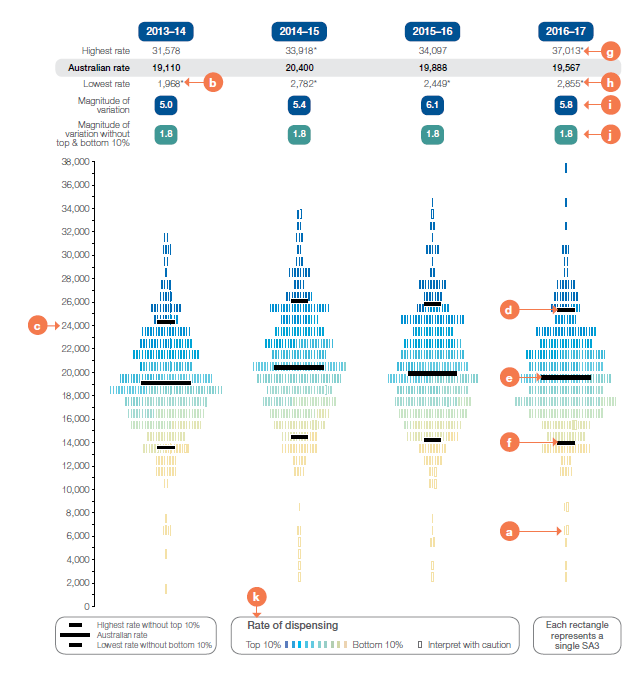 2013–14 2014–15 2015–16 2016–17
Highest rate 31,578 33,918* 34,097 37,013* g
Australian rate 19,110 20,400 19,888 19,567
Lowest rate 1,968* b 2,782* 2,449* 2,855* h
Magnitude of
variation 5.0 5.4 6.1 5.8 i
Magnitude of
variation without
top & bottom 10% 1.8 1.8 1.8 1.8 j
38,000
36,000
34,000
32,000
30,000
28,000
26,000
d
c 24,000
22,000
20,000
e
18,000
16,000
14,000
f
12,000
10,000
8,000
a
6,000
4,000
2,000
k
0
Highest rate without top 10%
Australian rate
Lowest rate without bottom 10%
Rate of dispensing
Top 10% Bottom 10% Interpret with caution
Each rectangle
represents a
single SA3